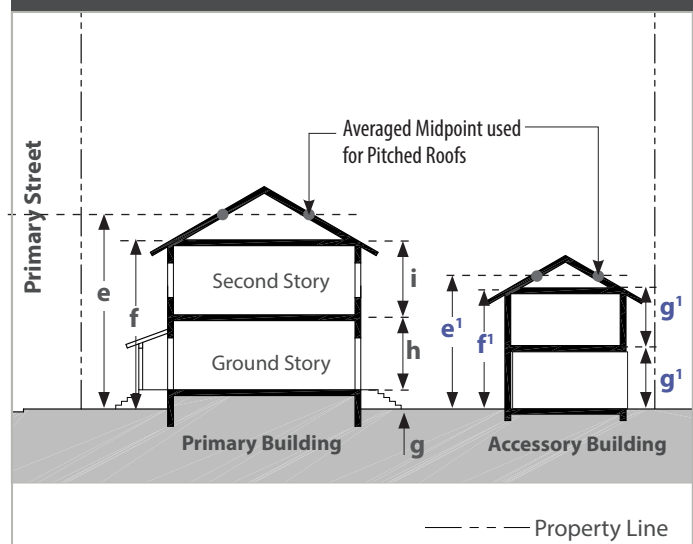 Averaged Midpoint used
for Pitched Roofs
Primary Street
e
f
Second Story
i
Ground Story
h
g
Primary Building
e¹
f¹
g¹
g¹
Accessory Building
Property Line